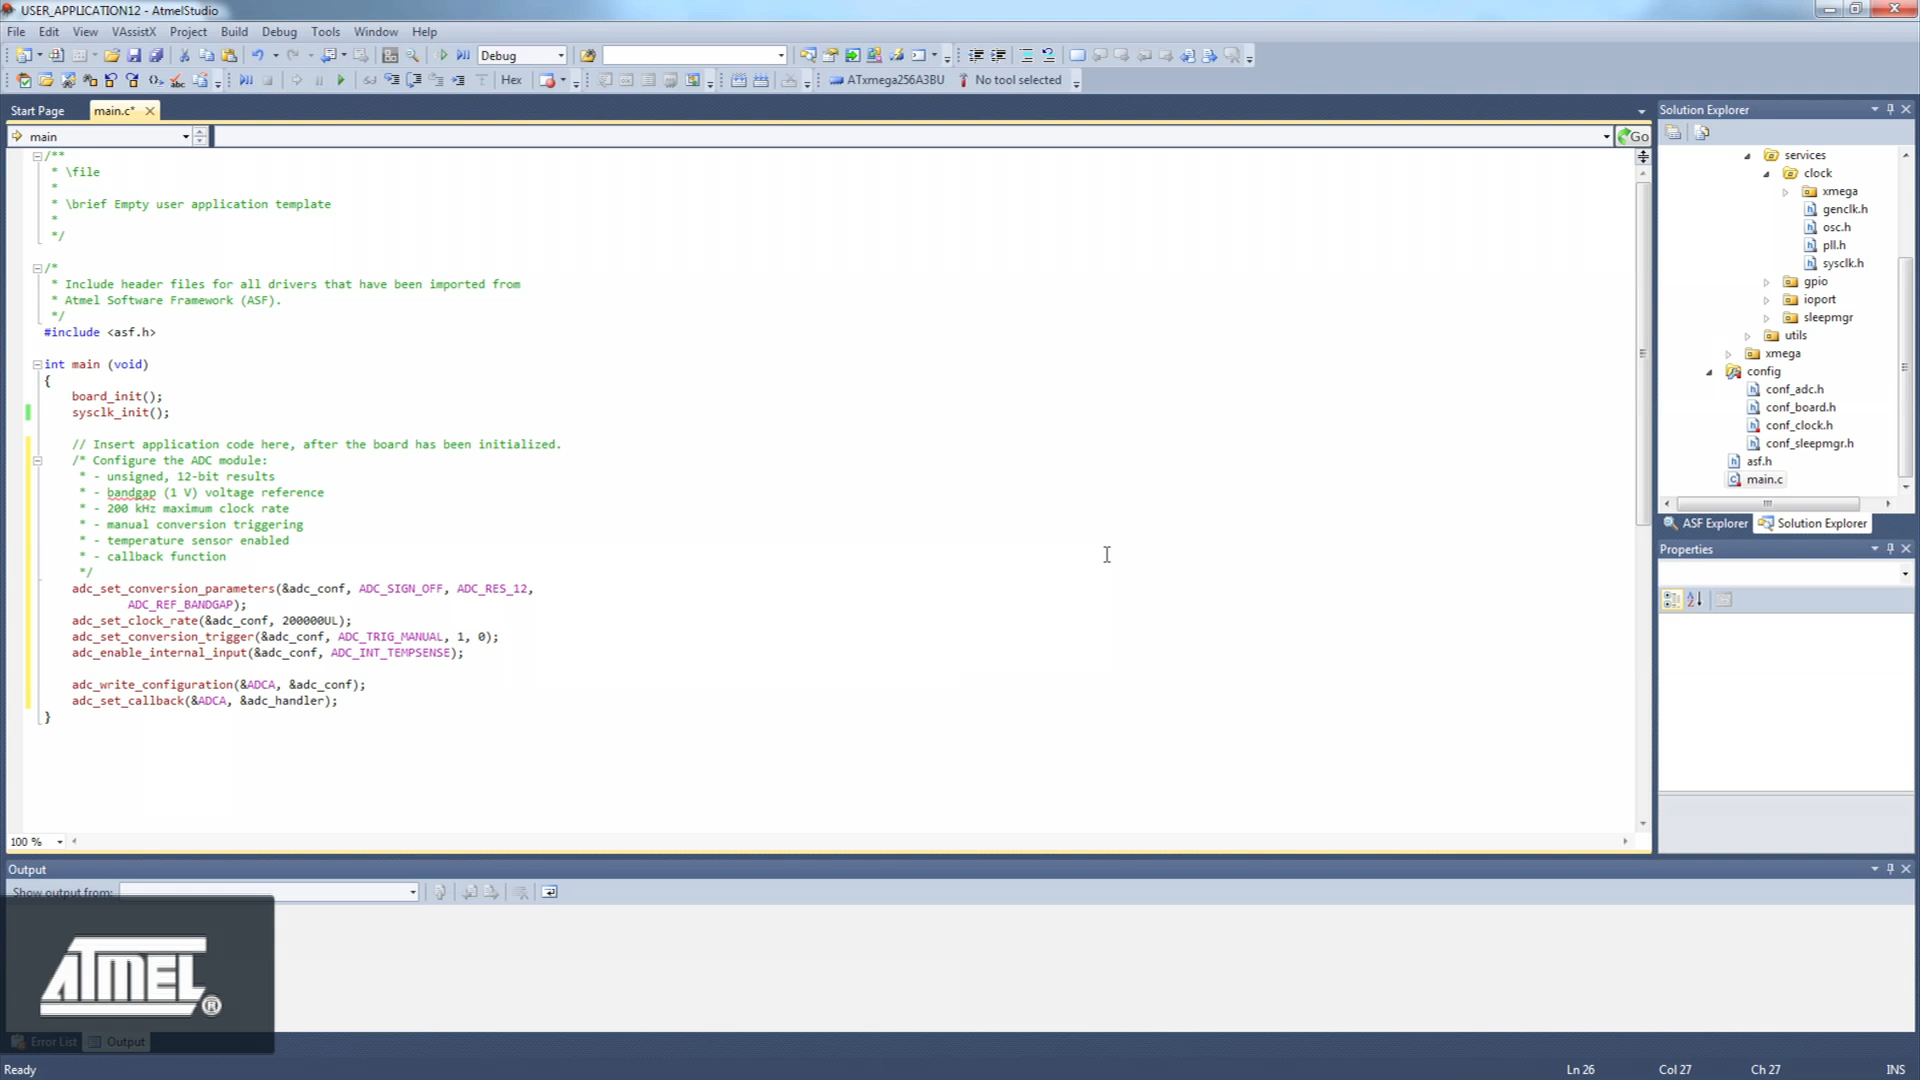 USER_APPLICATION12 - AtmelStudio
File Edit View VAssistX Project Build Debug Tools Window Help
Debug
Hex ATxmega256A3BU No tool selected
Start Page main.c*
main Go
/**
* \file
*
* \brief Empty user application template
*
*/
/*
* Include header files for all drivers that have been imported from
* Atmel Software Framework (ASF).
*/
#include <asf.h>
int main (void)
{
board_init();
sysclk_init();
// Insert application code here, after the board has been initialized.
/* Configure the ADC module:
* - unsigned, 12-bit results
* - bandgap (1 V) voltage reference
* - 200 kHz maximum clock rate
* - manual conversion triggering
* - temperature sensor enabled
* - callback function
*/
adc_set_conversion_parameters(&adc_conf, ADC_SIGN_OFF, ADC_RES_12,
ADC_REF_BANDGAP);
adc_set_clock_rate(&adc_conf, 200000UL);
adc_set_conversion_trigger(&adc_conf, ADC_TRIG_MANUAL, 1, 0);
adc_enable_internal_input(&adc_conf, ADC_INT_TEMPSENSE);
adc_write_configuration(&ADCA, &adc_conf);
adc_set_callback(&ADCA, &adc_handler);
}
100 %
Solution Explorer
services
clock
xmega
genclk.h
osc.h
pll.h
sysclk.h
gpio
ioport
sleepmgr
utils
xmega
config
conf_adc.h
conf_board.h
conf_clock.h
conf_sleepmgr.h
asf.h
main.c
ASF Explorer Solution Explorer
Properties
Output
Show output from:
ATMEL®
Error List Output
Ready Ln 26 Col 27 Ch 27 INS